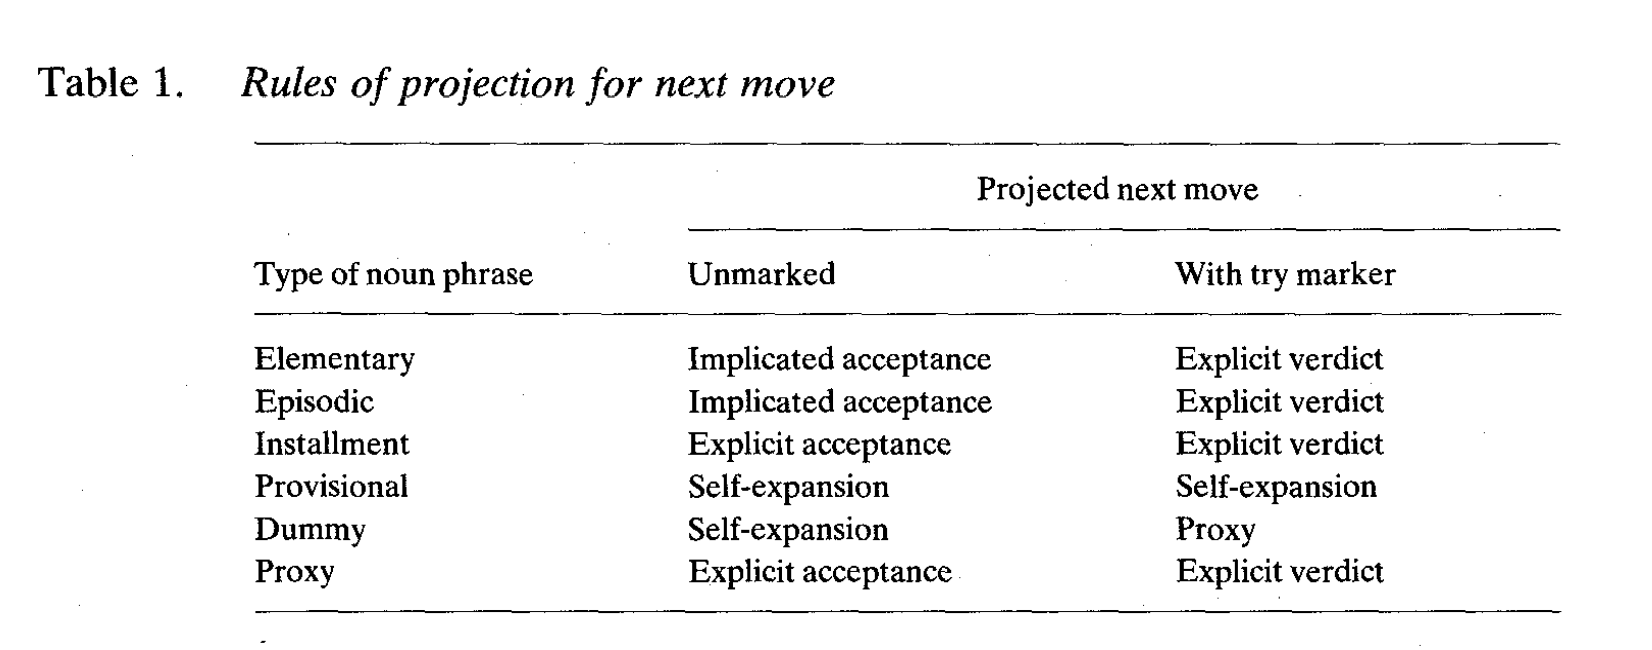 Table 1. Rules of projection for next move
Projected next move
Type of noun phrase Unmarked With try marker
Elementary Implicated acceptance Explicit verdict
Episodic Implicated acceptance Explicit verdict
Installment Explicit acceptance Explicit verdict
Provisional Self-expansion Self-expansion
Dummy Self-expansion Proxy
Proxy Explicit acceptance Explicit verdict